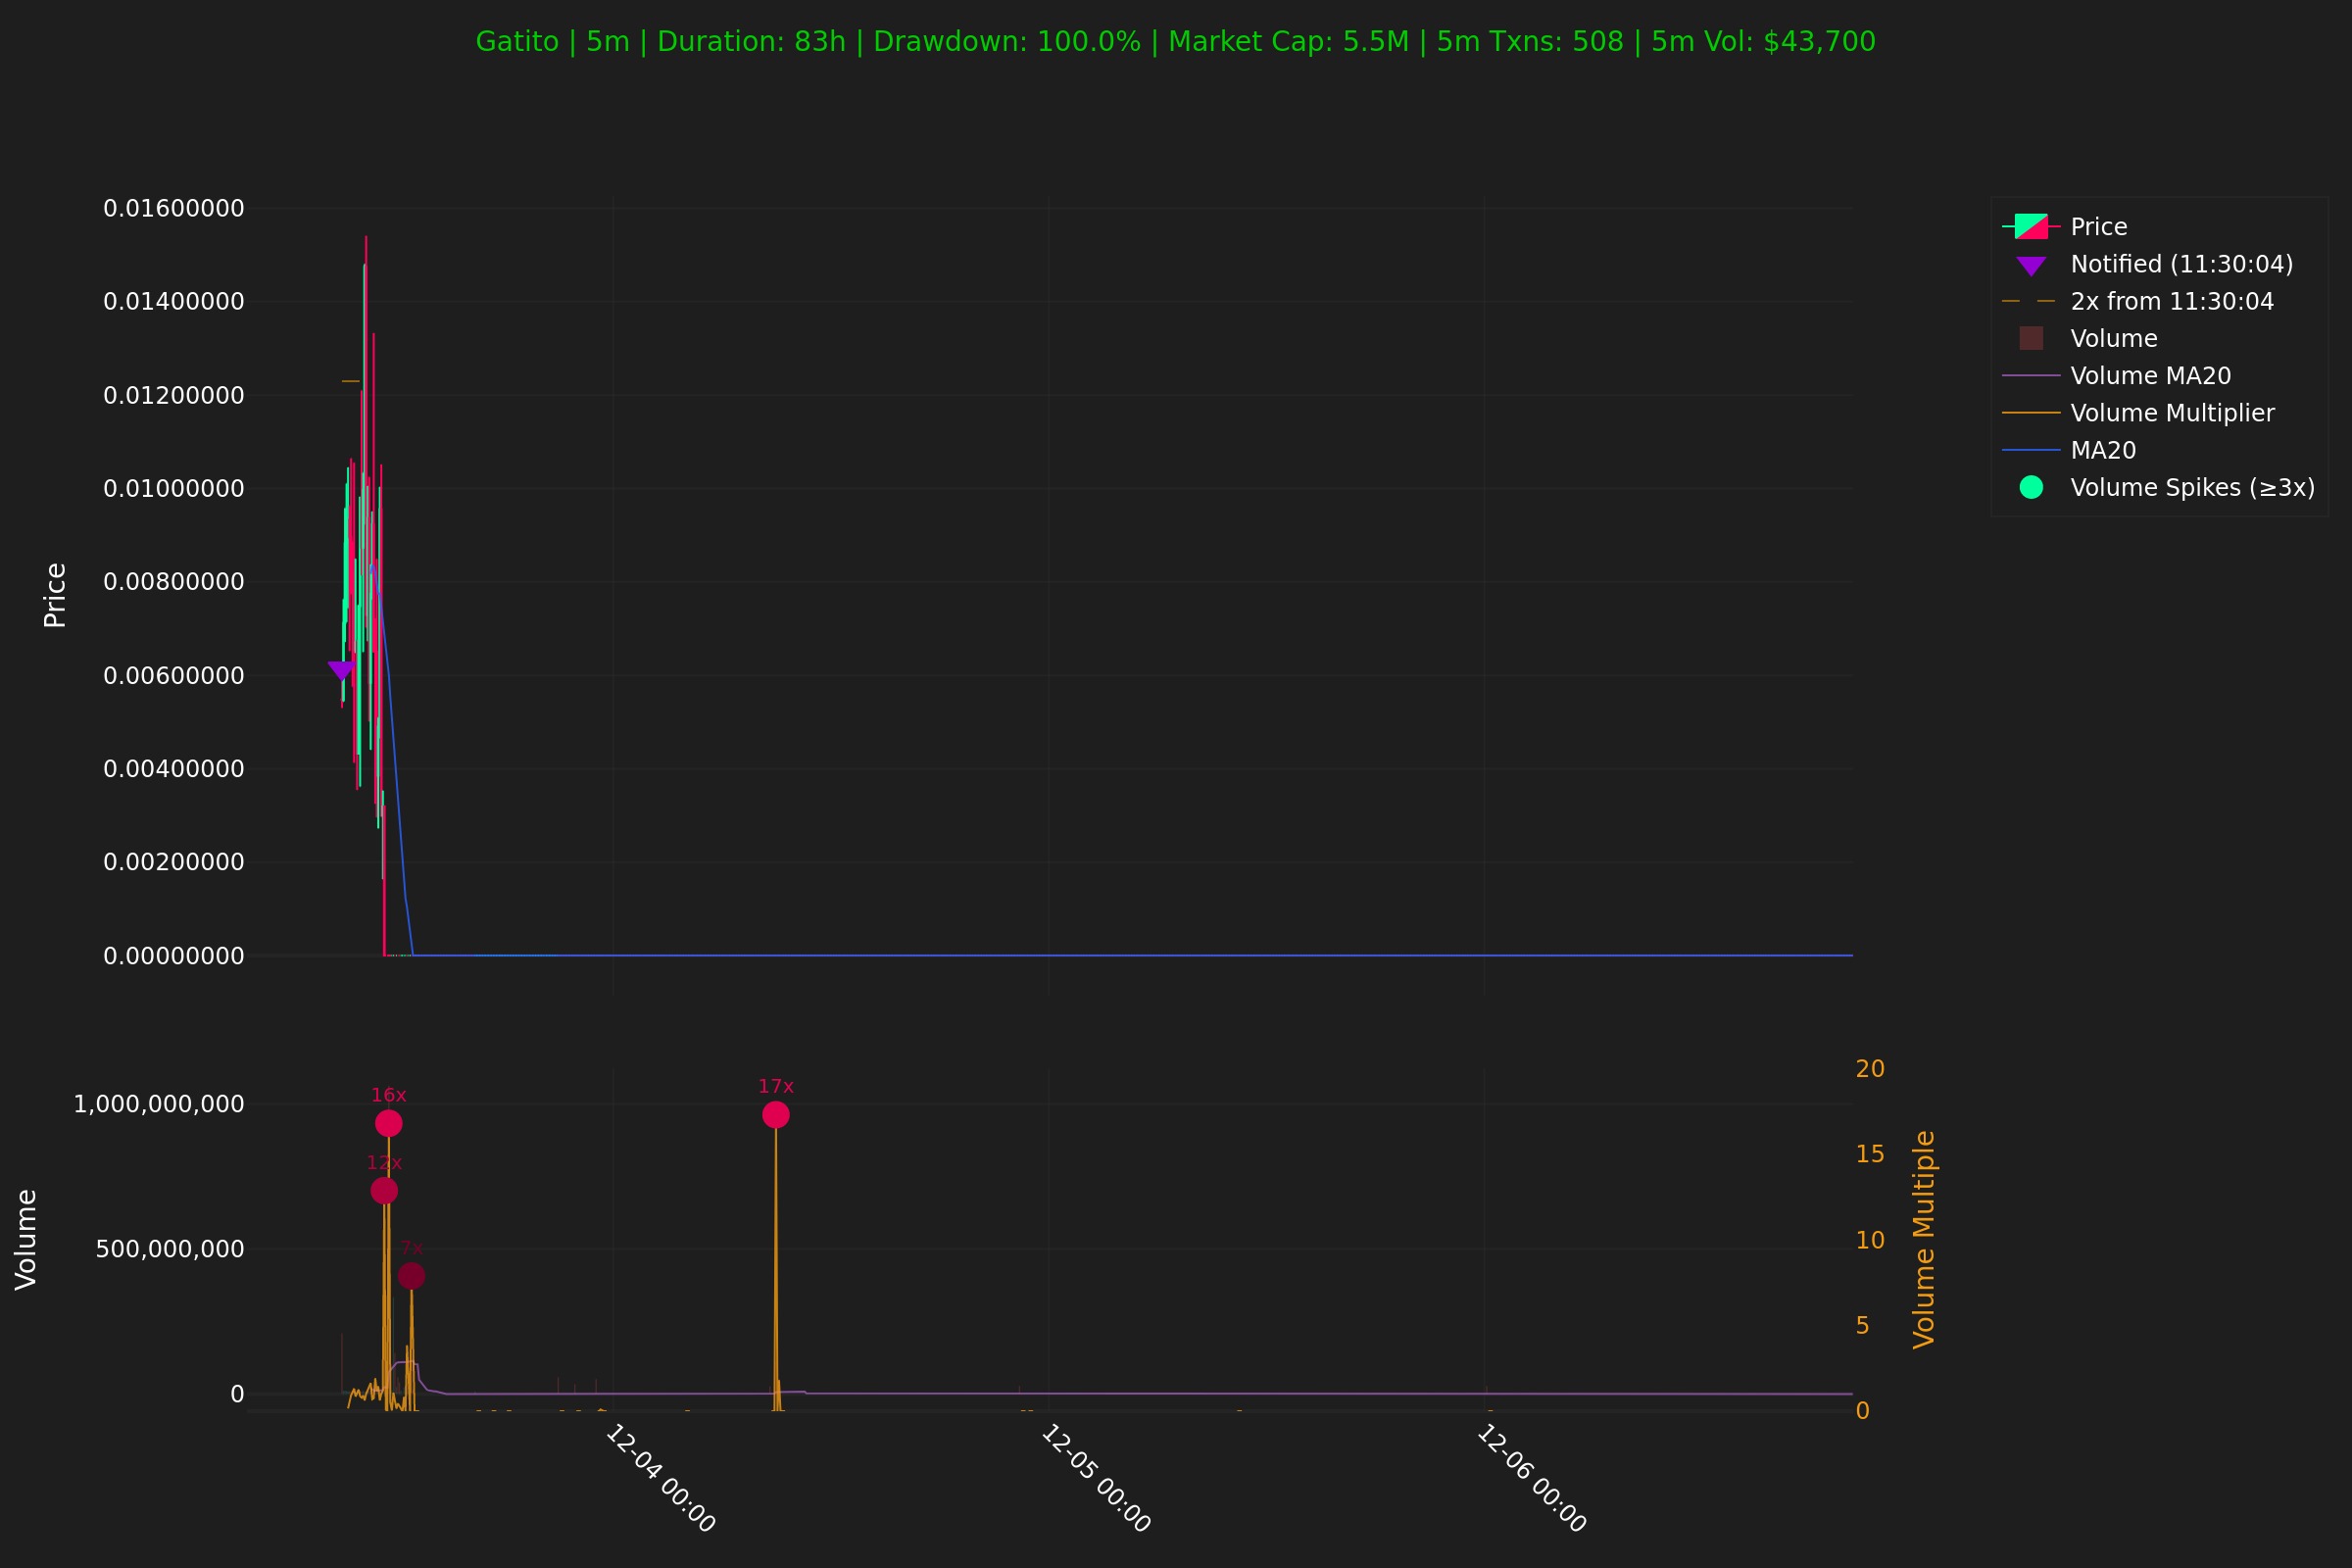 Gatito | 5m | Duration: 83h | Drawdown: 100.0% | Market Cap: 5.5M | 5m Txns: 508 | 5m Vol: $43,700
Price
0.01600000
0.01400000
0.01200000
0.01000000
0.00800000
0.00600000
0.00400000
0.00200000
0.00000000
Price
Notified (11:30:04)
2x from 11:30:04
Volume
Volume MA20
Volume Multiplier
MA20
Volume Spikes (≥3x)
Volume
1,000,000,000
500,000,000
0
16x
12x
7x
17x
20
15
10
5
0
Volume Multiple
12-04 00:00
12-05 00:00
12-06 00:00